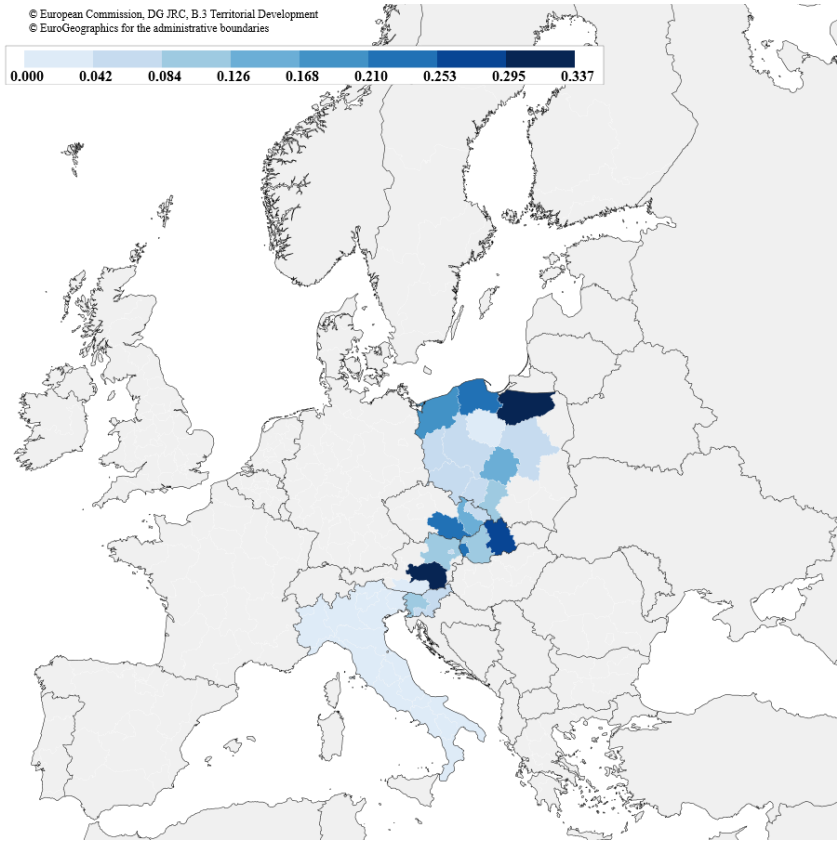 © European Commission, DG JRC, B.3 Territorial Development
© EuroGeographics for the administrative boundaries
0.000 0.042 0.084 0.126 0.168 0.210 0.253 0.295 0.337